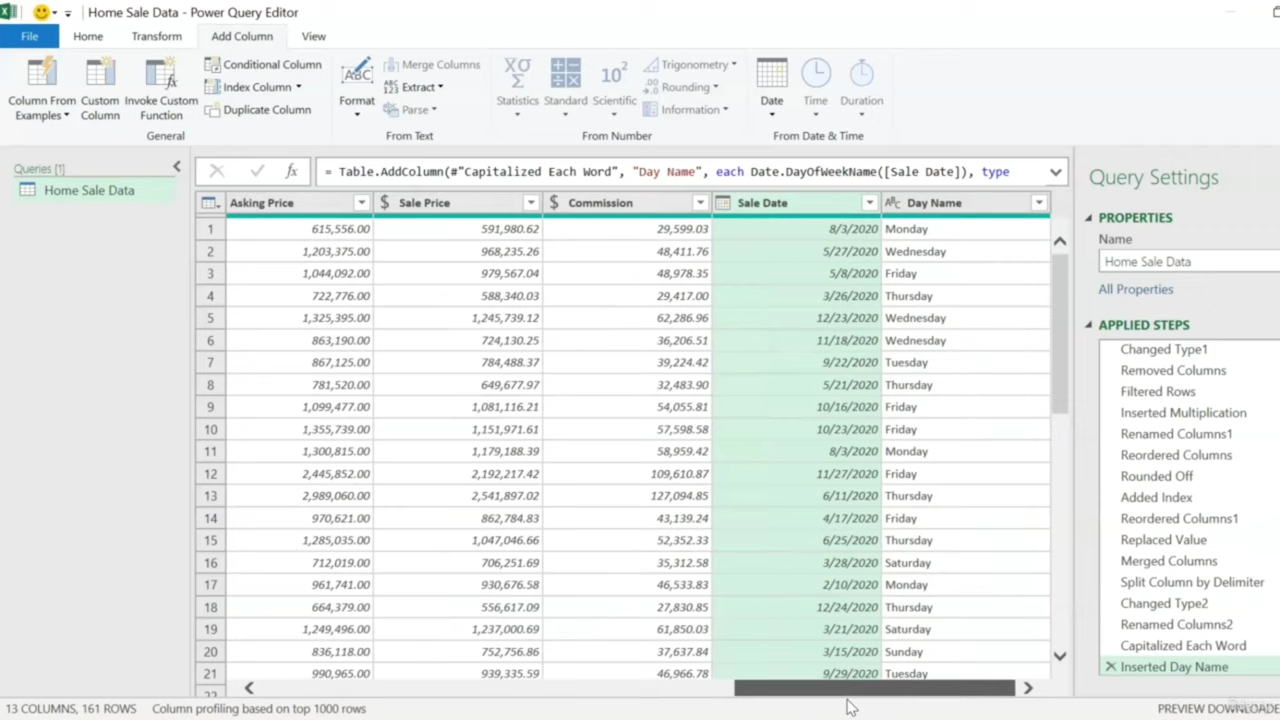 Home Sale Data - Power Query Editor
File Home Transform Add Column View
Column From Examples
Custom Column
Invoke Custom Function
Conditional Column
Index Column
Duplicate Column
General
ABC
Format
Merge Columns
ABC 123 Extract
Parse
From Text
XΟ Σ
Statistics
Standard
10²
Scientific
Trigonometry
.00 Rounding
Information
From Number
Date
Time
Duration
From Date & Time
Queries [1]
Home Sale Data
fx = Table.AddColumn(#"Capitalized Each Word", "Day Name", each Date.DayOfWeekName([Sale Date]), type
Asking Price $ Sale Price $ Commission Sale Date ABC Day Name
1 615,556.00 591,980.62 29,599.03 8/3/2020 Monday
2 1,203,375.00 968,235.26 48,411.76 5/27/2020 Wednesday
3 1,044,092.00 979,567.04 48,978.35 5/8/2020 Friday
4 722,776.00 588,340.03 29,417.00 3/26/2020 Thursday
5 1,325,395.00 1,245,739.12 62,286.96 12/23/2020 Wednesday
6 863,190.00 724,130.25 36,206.51 11/18/2020 Wednesday
7 867,125.00 784,488.37 39,224.42 9/22/2020 Tuesday
8 781,520.00 649,677.97 32,483.90 5/21/2020 Thursday
9 1,099,477.00 1,081,116.21 54,055.81 10/16/2020 Friday
10 1,355,739.00 1,151,971.61 57,598.58 10/23/2020 Friday
11 1,300,815.00 1,179,188.39 58,959.42 8/3/2020 Monday
12 2,445,852.00 2,192,217.42 109,610.87 11/27/2020 Friday
13 2,989,060.00 2,541,897.02 127,094.85 6/11/2020 Thursday
14 970,621.00 862,784.83 43,139.24 4/17/2020 Friday
15 1,285,035.00 1,047,046.66 52,352.33 6/25/2020 Thursday
16 712,019.00 706,251.69 35,312.58 3/28/2020 Saturday
17 961,741.00 930,676.58 46,533.83 2/10/2020 Monday
18 664,379.00 556,617.09 27,830.85 12/24/2020 Thursday
19 1,249,496.00 1,237,000.69 61,850.03 3/21/2020 Saturday
20 836,118.00 752,756.86 37,637.84 3/15/2020 Sunday
21 990,965.00 939,335.59 46,966.78 9/29/2020 Tuesday
22
Query Settings
PROPERTIES
Name
Home Sale Data
All Properties
APPLIED STEPS
Changed Type1
Removed Columns
Filtered Rows
Inserted Multiplication
Renamed Columns1
Reordered Columns
Rounded Off
Added Index
Reordered Columns1
Replaced Value
Merged Columns
Split Column by Delimiter
Changed Type2
Renamed Columns2
Capitalized Each Word
Inserted Day Name
13 COLUMNS, 161 ROWS Column profiling based on top 1000 rows
PREVIEW DOWNLOADE